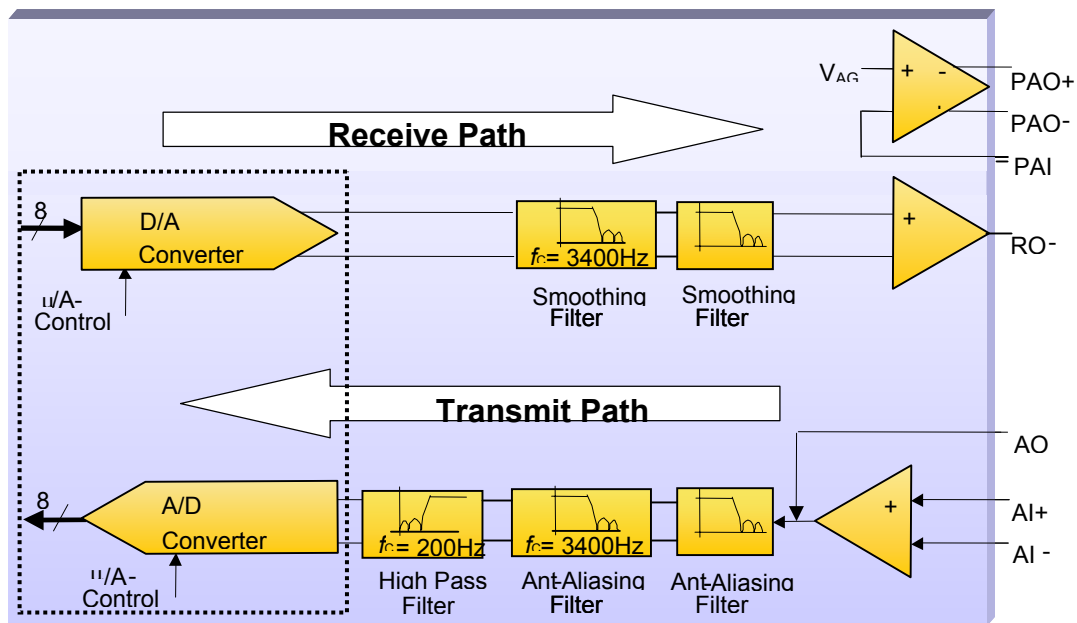 VAG
+ -
PAO+
PAO-
PAI
Receive Path
8
D/A
Converter
µ/A-
Control
fC= 3400Hz
Smoothing
Filter
Smoothing
Filter
+
RO-
Transmit Path
AO
8
A/D
Converter
µ/A-
Control
fC= 200Hz
High Pass
Filter
fC= 3400Hz
Ant-Aliasing
Filter
Ant-Aliasing
Filter
+
AI+
AI -